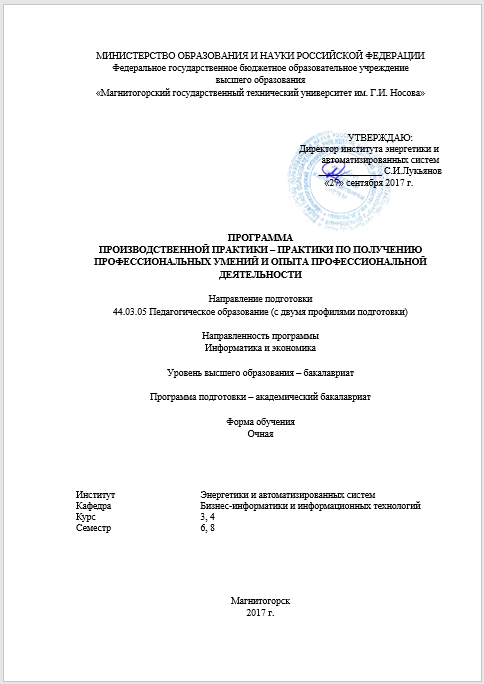 МИНИСТЕРСТВО ОБРАЗОВАНИЯ И НАУКИ РОССИЙСКОЙ ФЕДЕРАЦИИ
Федеральное государственное бюджетное образовательное учреждение
высшего образования
«Магнитогорский государственный технический университет им. Г.И. Носова»
УТВЕРЖДАЮ:
Директор института энергетики и
автоматизированных систем
С.И.Лукьянов
«27» сентября 2017 г.
ПРОГРАММА
ПРОИЗВОДСТВЕННОЙ ПРАКТИКИ – ПРАКТИКИ ПО ПОЛУЧЕНИЮ
ПРОФЕССИОНАЛЬНЫХ УМЕНИЙ И ОПЫТА ПРОФЕССИОНАЛЬНОЙ
ДЕЯТЕЛЬНОСТИ
Направление подготовки
44.03.05 Педагогическое образование (с двумя профилями подготовки)
Направленность программы
Информатика и экономика
Уровень высшего образования – бакалавриат
Программа подготовки – академический бакалавриат
Форма обучения
Очная
Институт Энергетики и автоматизированных систем
Кафедра Бизнес-информатики и информационных технологий
Курс 3, 4
Семестр 6, 8
Магнитогорск
2017 г.